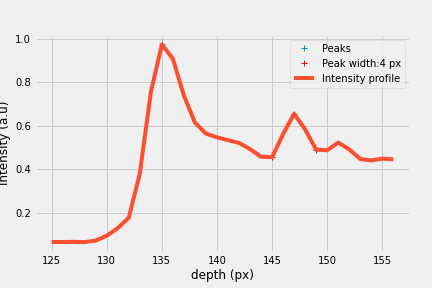 1.0
0.8
0.6
0.4
0.2
Intensity (a.u)
Peaks
Peak width:4 px
Intensity profile
125 130 135 140 145 150 155
depth (px)